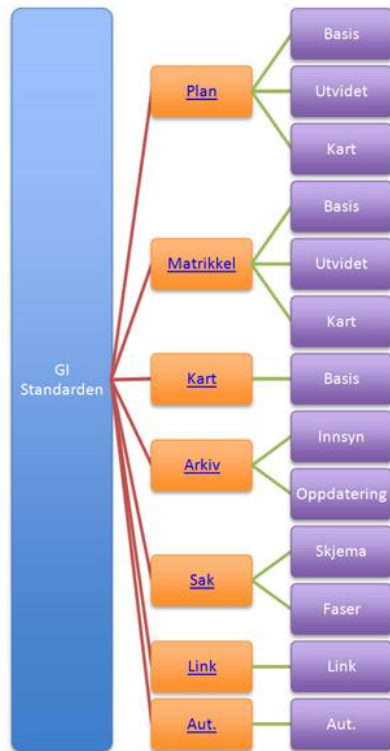 GI
Standarden
Plan
Basis
Utvidet
Kart
Matrikkel
Basis
Utvidet
Kart
Kart
Basis
Arkiv
Innsyn
Oppdatering
Sak
Skjema
Faser
Link
Link
Aut.
Aut.